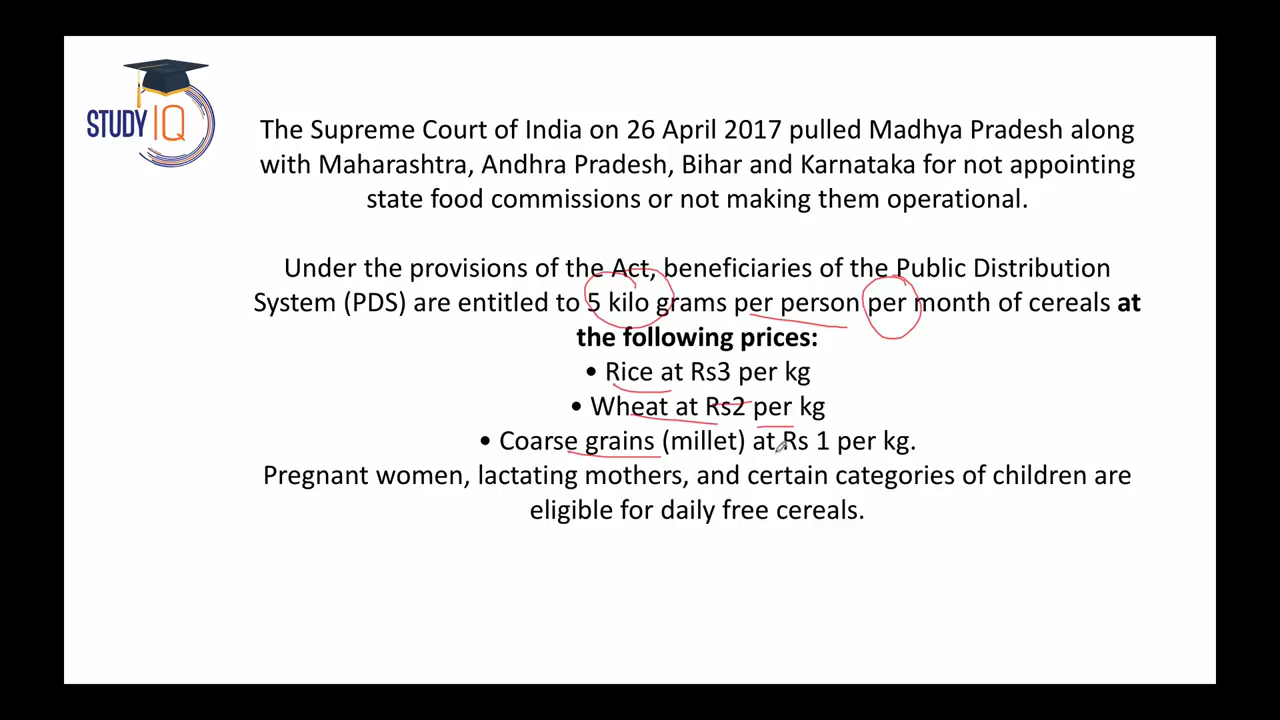 STUDY IQ
The Supreme Court of India on 26 April 2017 pulled Madhya Pradesh along
with Maharashtra, Andhra Pradesh, Bihar and Karnataka for not appointing
state food commissions or not making them operational.
Under the provisions of the Act, beneficiaries of the Public Distribution
System (PDS) are entitled to 5 kilo grams per person per month of cereals at
the following prices:
• Rice at Rs3 per kg
• Wheat at Rs2 per kg
• Coarse grains (millet) at Rs 1 per kg.
Pregnant women, lactating mothers, and certain categories of children are
eligible for daily free cereals.